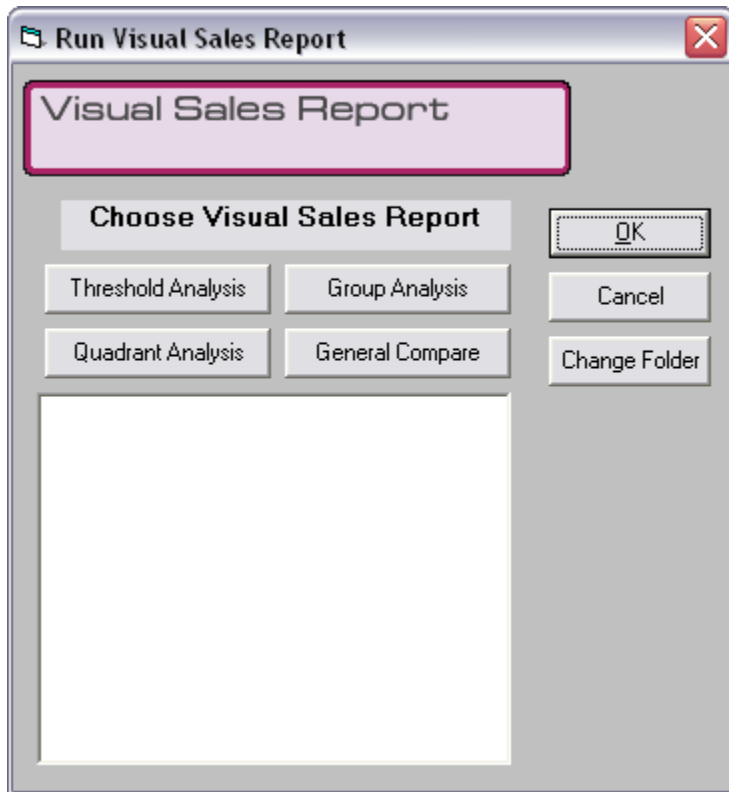 Run Visual Sales Report
Visual Sales Report
Choose Visual Sales Report
OK
Threshold Analysis
Group Analysis
Cancel
Quadrant Analysis
General Compare
Change Folder